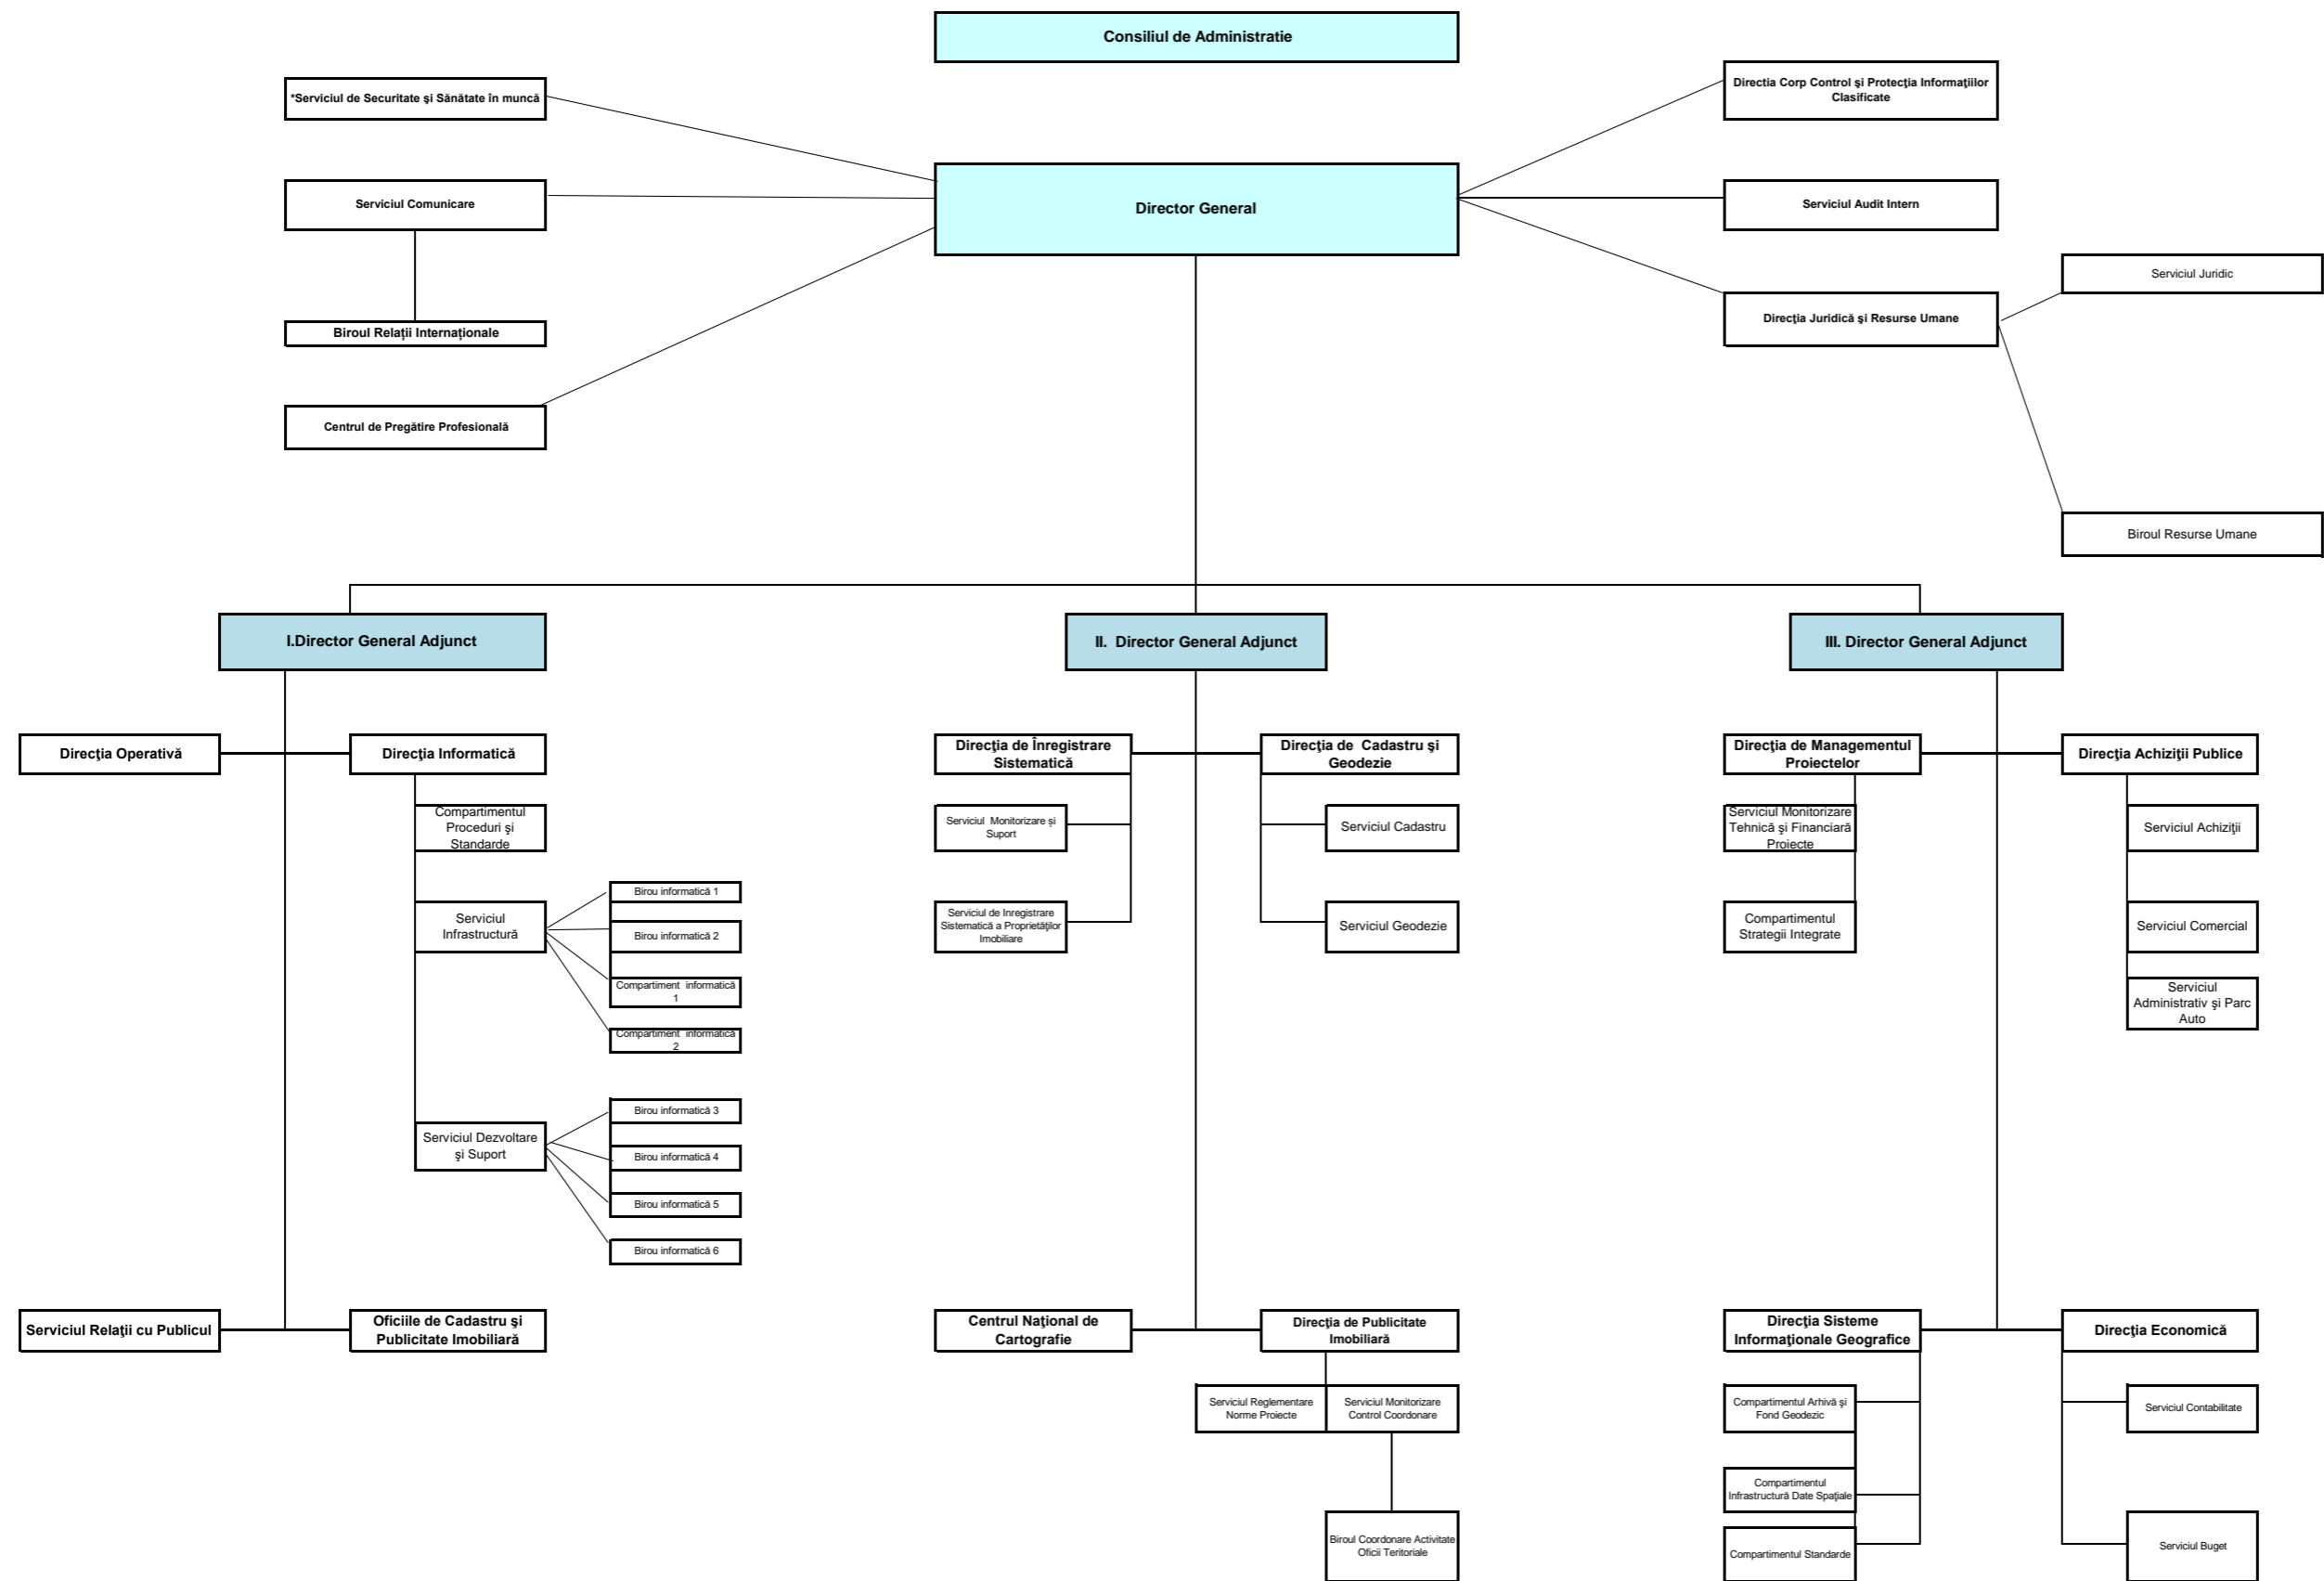 Consiliul de Administratie
*Serviciul de Securitate şi Sănătate în muncă
Directia Corp Control şi Protecţia Informaţiilor
Clasificate
Serviciul Comunicare
Director General
Serviciul Audit Intern
Serviciul Juridic
Biroul Relații Internaționale
Direcţia Juridică şi Resurse Umane
Centrul de Pregătire Profesională
Biroul Resurse Umane
I.Director General Adjunct
II.  Director General Adjunct
III. Director General Adjunct
Direcţia Operativă
Direcţia Informatică
Direcţia de Înregistrare
Sistematică
Direcţia de  Cadastru şi
Geodezie
Direcţia de Managementul
Proiectelor
Direcţia Achiziţii Publice
Compartimentul
Proceduri şi
Standarde
Serviciul  Monitorizare și
Suport
Serviciul Cadastru
Serviciul Monitorizare
Tehnică şi Financiară
Proiecte
Serviciul Achiziţii
Serviciul
Infrastructură
Birou informatică 1
Birou informatică 2
Compartiment  informatică
1
Compartiment  informatică
2
Serviciul de Inregistrare
Sistematică a Proprietăţilor
Imobiliare
Serviciul Geodezie
Compartimentul
Strategii Integrate
Serviciul Comercial
Serviciul
Administrativ şi Parc
Auto
Serviciul Dezvoltare
şi Suport
Birou informatică 3
Birou informatică 4
Birou informatică 5
Birou informatică 6
Serviciul Relaţii cu Publicul
Oficiile de Cadastru şi
Publicitate Imobiliară
Centrul Naţional de
Cartografie
Direcţia de Publicitate
Imobiliară
Direcţia Sisteme
Informaţionale Geografice
Direcţia Economică
Serviciul Reglementare
Norme Proiecte
Serviciul Monitorizare
Control Coordonare
Compartimentul Arhivă şi
Fond Geodezic
Serviciul Contabilitate
Compartimentul
Infrastructură Date Spaţiale
Biroul Coordonare Activitate
Oficii Teritoriale
Compartimentul Standarde
Serviciul Buget